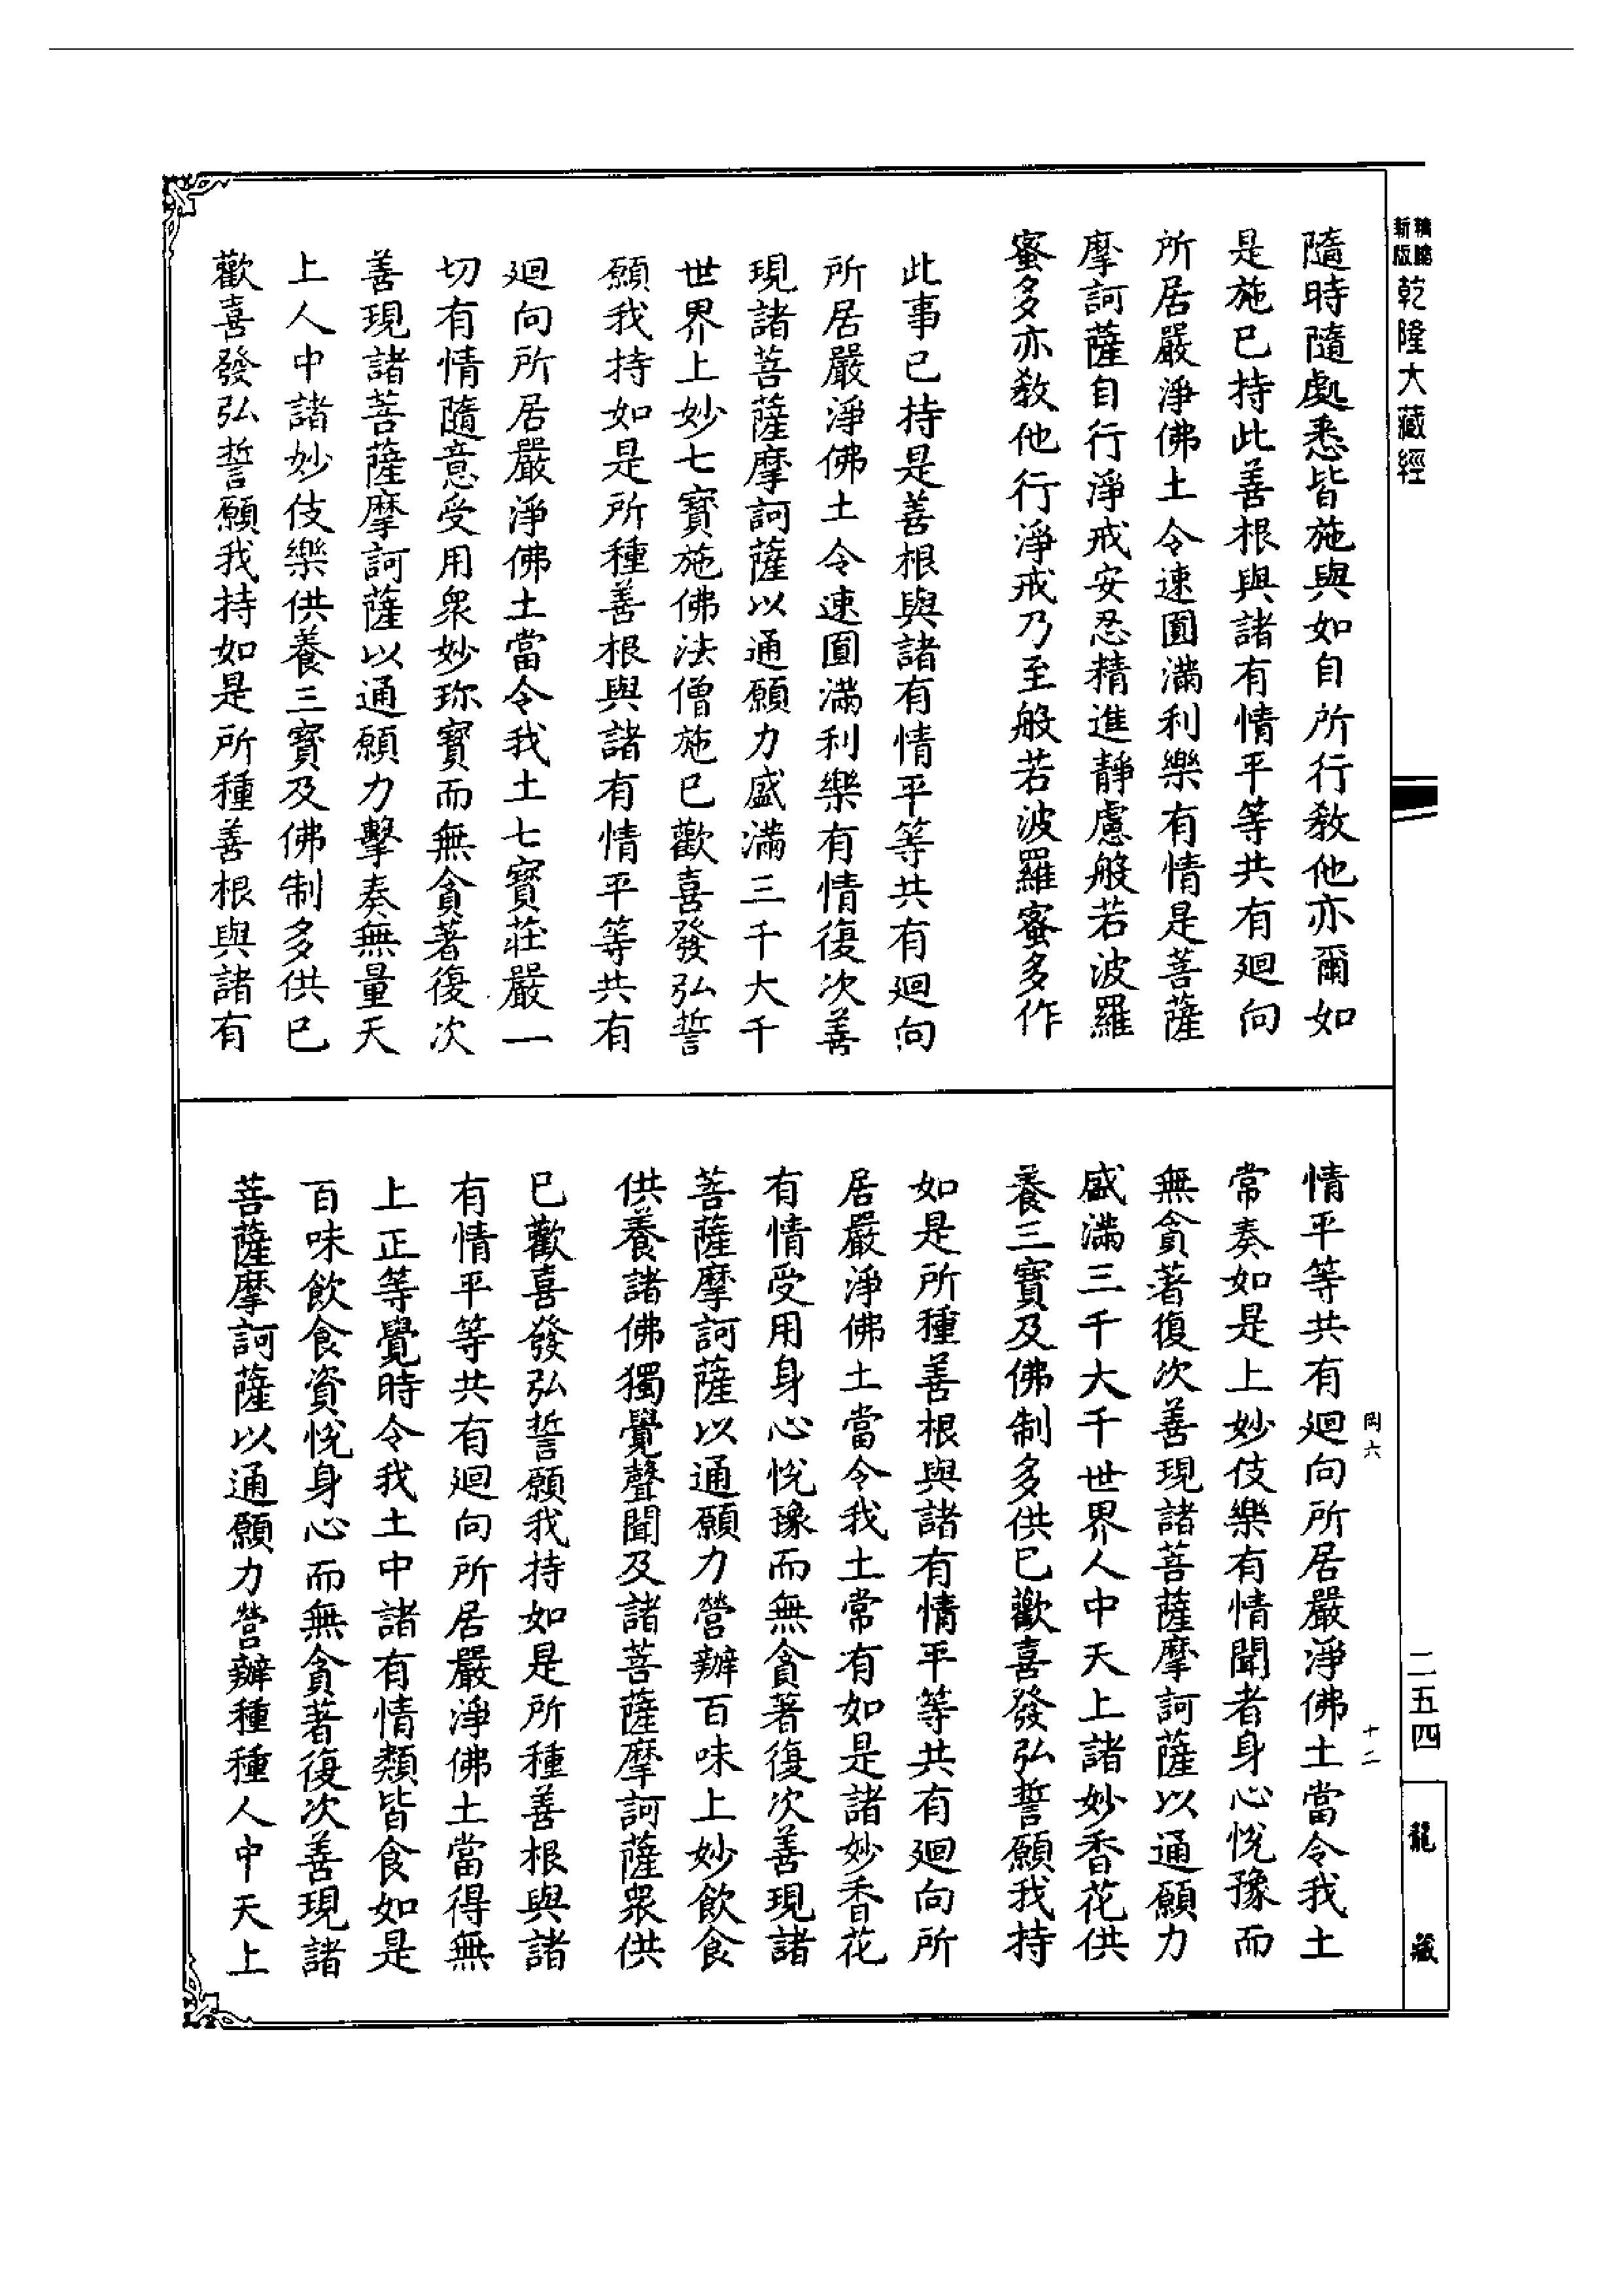 新版
乾隆大藏經
隨時隨處悉皆施與如自所行教他亦爾如
是施已持此善根與諸有情平等共有迴向
所居嚴淨佛土令速圓滿利樂有情是菩薩
摩訶薩自行淨戒安忍精進靜慮般若波羅
蜜多亦教他行淨戒乃至般若波羅蜜多作
此事已持是善根與諸有情平等共有迴向
所居嚴淨佛土令速圓滿利樂有情復次善
現諸菩薩摩訶薩以通願力盛滿三千大千
世界上妙七寶施佛法僧施已歡喜發弘誓
願我持如是所種善根與諸有情平等共有
迴向所居嚴淨佛土當令我土七寶莊嚴一
切有情隨意受用衆妙珎寶而無貪著復次
善現諸菩薩摩訶薩以通願力擊奏無量天
上人中諸妙伎樂供養三寶及佛制多供已
歡喜發弘誓願我持如是所種善根與諸有
情平等共有迴向所居嚴淨佛土當令我土
常奏如是上妙伎樂有情聞者身心悅豫而
無貪著復次善現諸菩薩摩訶薩以通願力
盛滿三千大千世界人中天上諸妙香花供
養三寶及佛制多供已歡喜發弘誓願我持
如是所種善根與諸有情平等共有迴向所
居嚴淨佛土當令我土常有如是諸妙香花
有情受用身心悅豫而無貪著復次善現諸
菩薩摩訶薩以通願力營辦百味上妙飲食
供養諸佛獨覺聲聞及諸菩薩摩訶薩衆供
已歡喜發弘誓願我持如是所種善根與諸
有情平等共有迴向所居嚴淨佛土當得無
上正等覺時令我土中諸有情類皆食如是
百味飲食資悅身心而無貪著復次善現諸
菩薩摩訶薩以通願力營辦種種人中天上
六
十二
二五四
龍藏